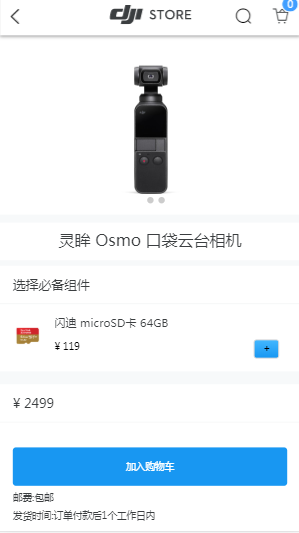 dji STORE
0
灵眸 Osmo 口袋云台相机
选择必备组件
闪迪 microSD卡 64GB
¥ 119
+
¥ 2499
加入购物车
邮费:包邮
发货时间:订单付款后1个工作日内